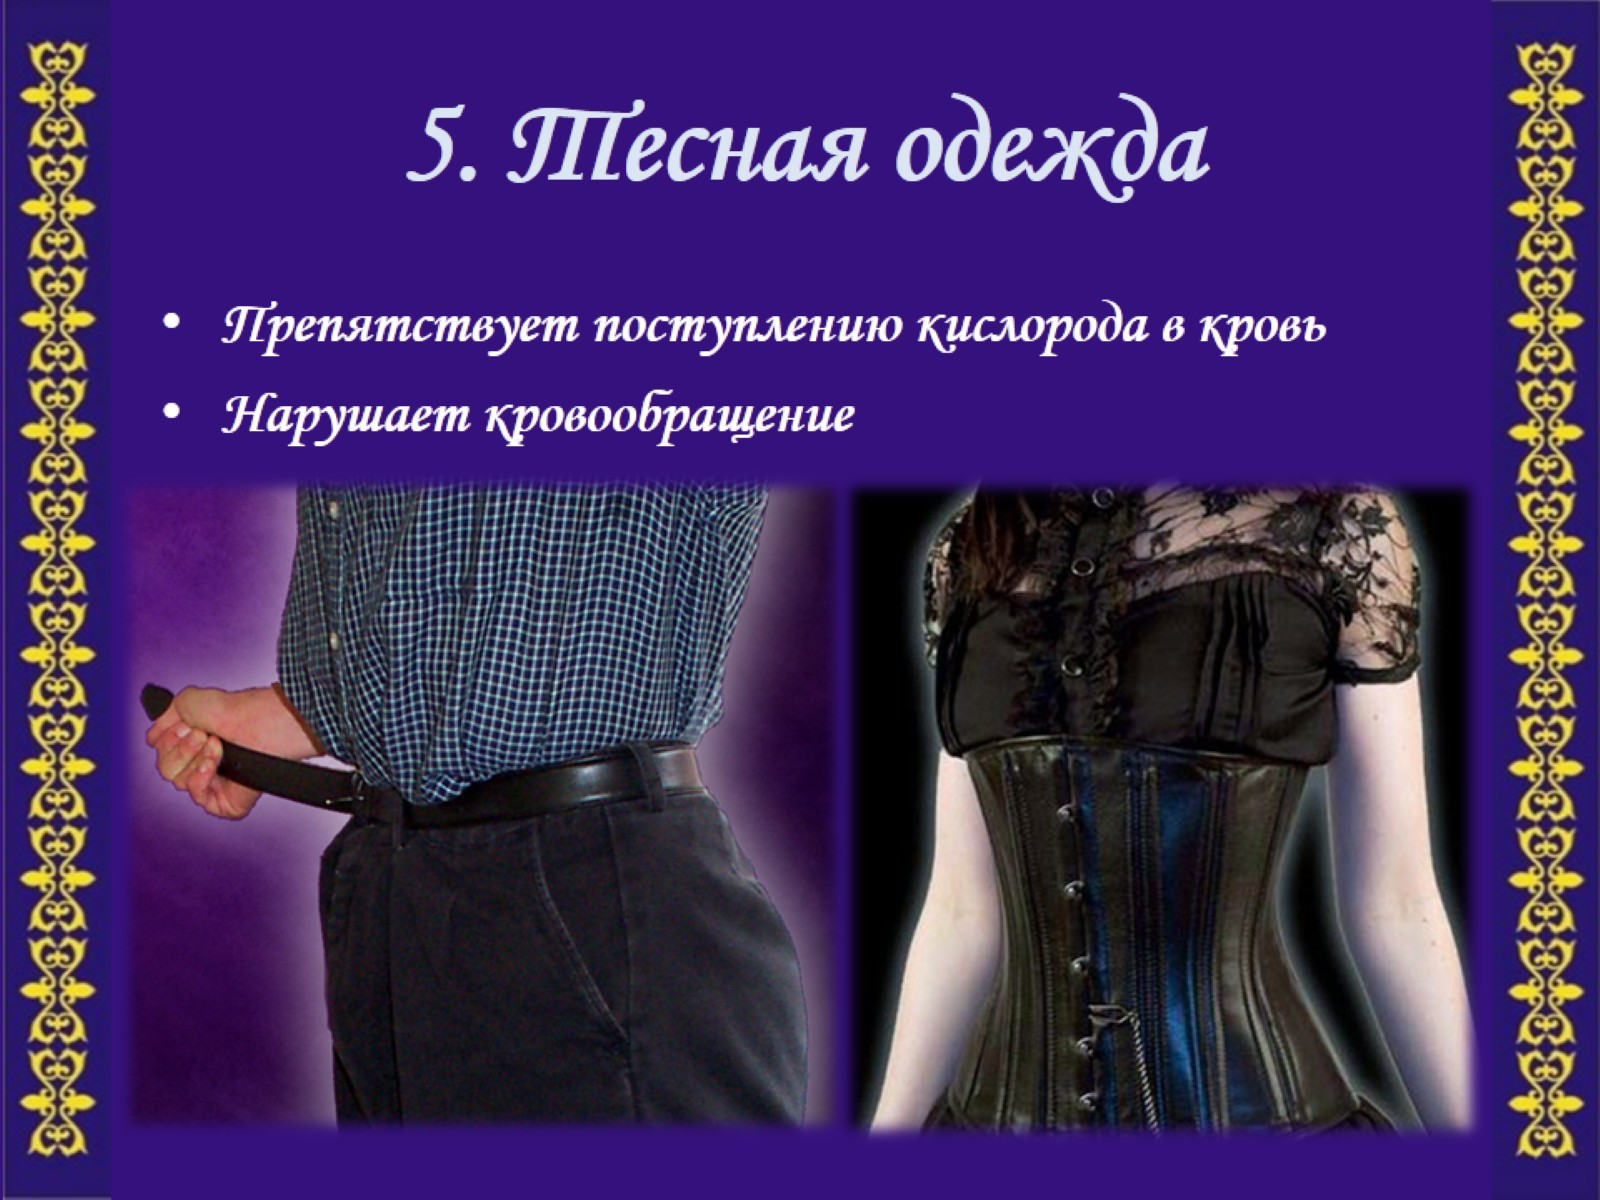 5. Тесная одежда
• Препятствует поступлению кислорода в кровь
• Нарушает кровообращение